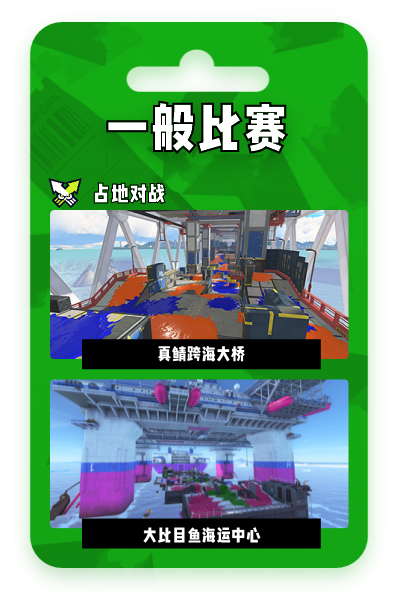 一般比赛
占地对战
真鲭跨海大桥
大比目鱼海运中心